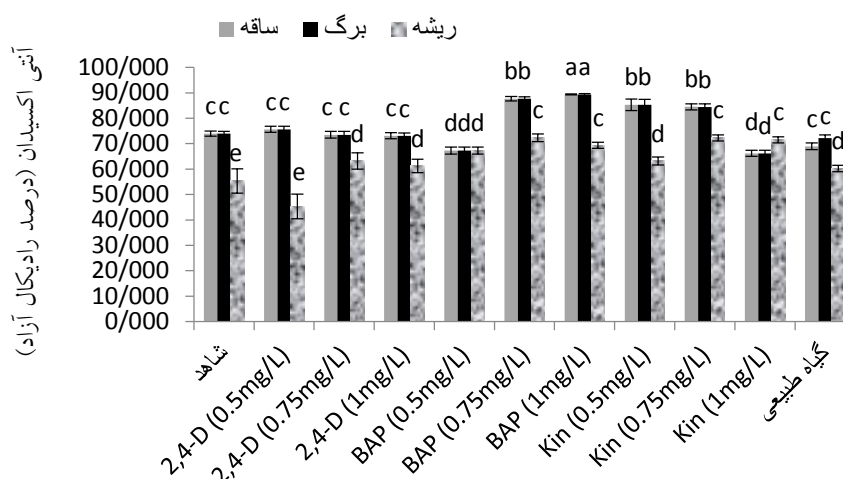 ساقه برگ ریشه
آنتی اکسیدان (درصد رادیکال آزاد)
100/000
90/000
80/000
70/000
60/000
50/000
40/000
30/000
20/000
10/000
0/000
c c e
c c e
c c d
c c d
d d d
b b c
a a c
b b d
b b c
d d c
c c d
شاهد
2,4-D (0.5mg/L)
2,4-D (0.75mg/L)
2,4-D (1mg/L)
BAP (0.5mg/L)
BAP (0.75mg/L)
BAP (1mg/L)
Kin (0.5mg/L)
Kin (0.75mg/L)
Kin (1mg/L)
گیاه طبیعی